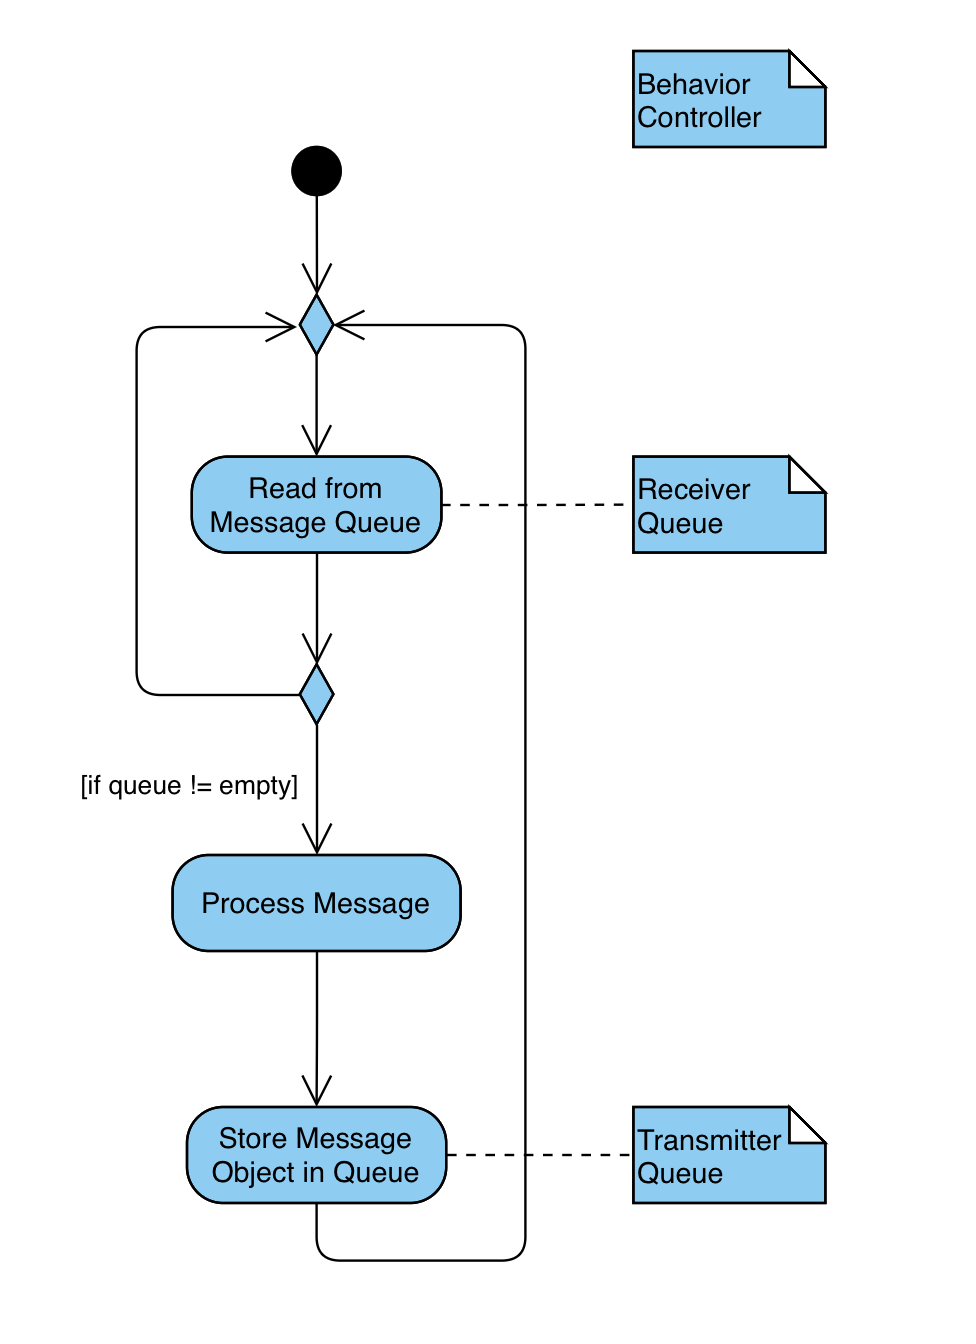 Behavior
Controller
Read from
Message Queue
Receiver
Queue
[if queue != empty]
Process Message
Store Message
Object in Queue
Transmitter
Queue